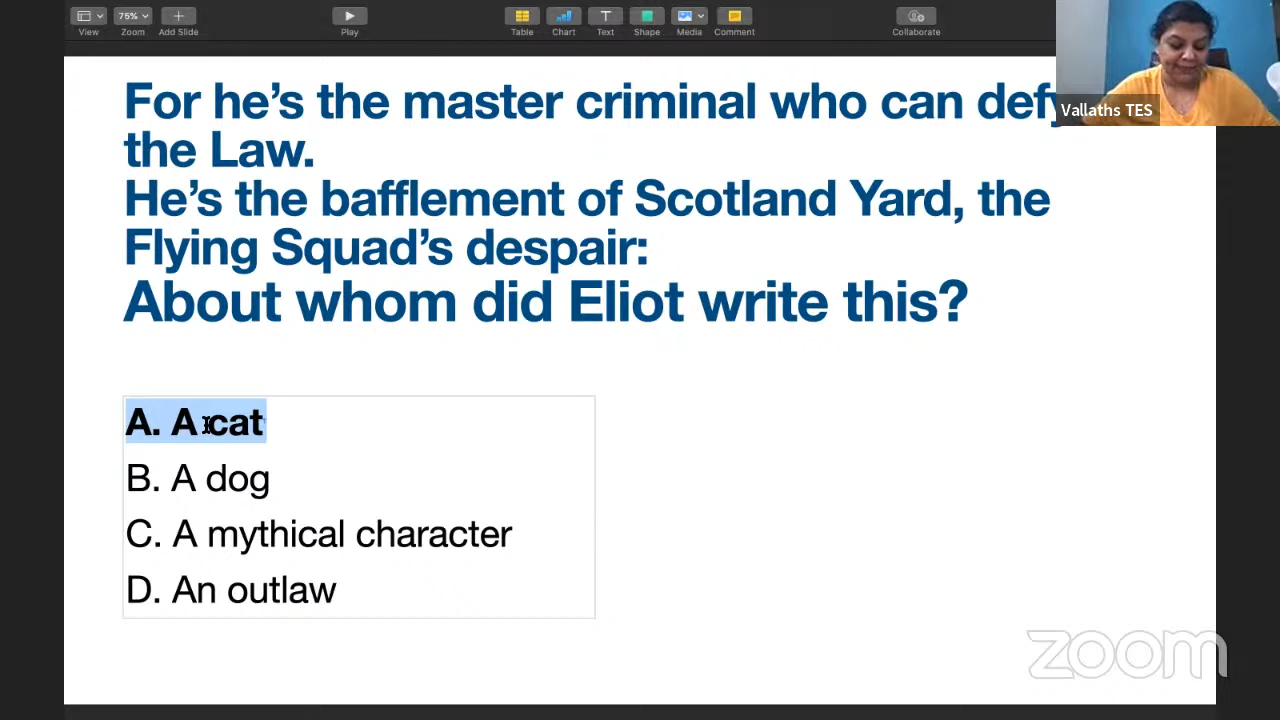 View
75%
Zoom
Add Slide
Play
Table
Chart
Text
Shape
Media
Comment
Collaborate
Vallaths TES
For he’s the master criminal who can defy
the Law.
He’s the bafflement of Scotland Yard, the
Flying Squad’s despair:
About whom did Eliot write this?
A. A cat
B. A dog
C. A mythical character
D. An outlaw
zoom